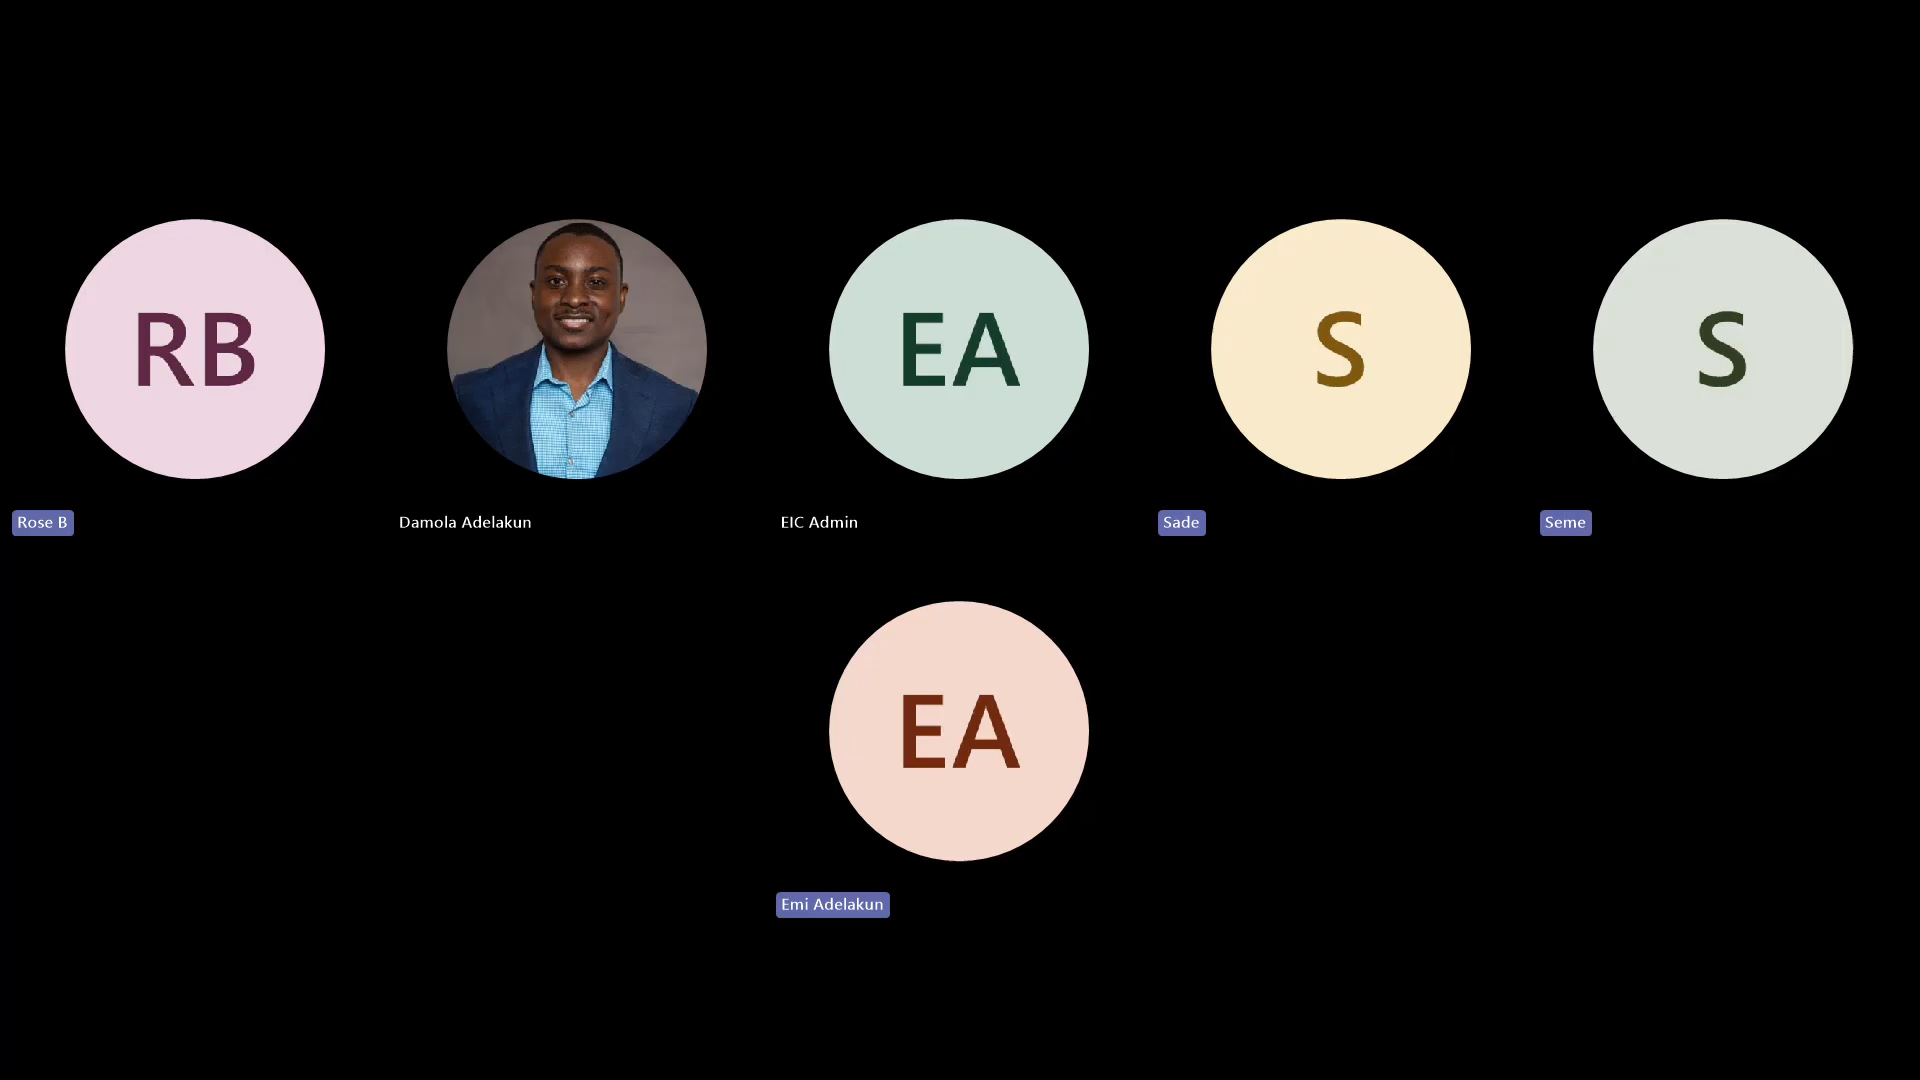 RB
EA
S
S
Rose B
Damola Adelakun
EIC Admin
Sade
Seme
EA
Emi Adelakun